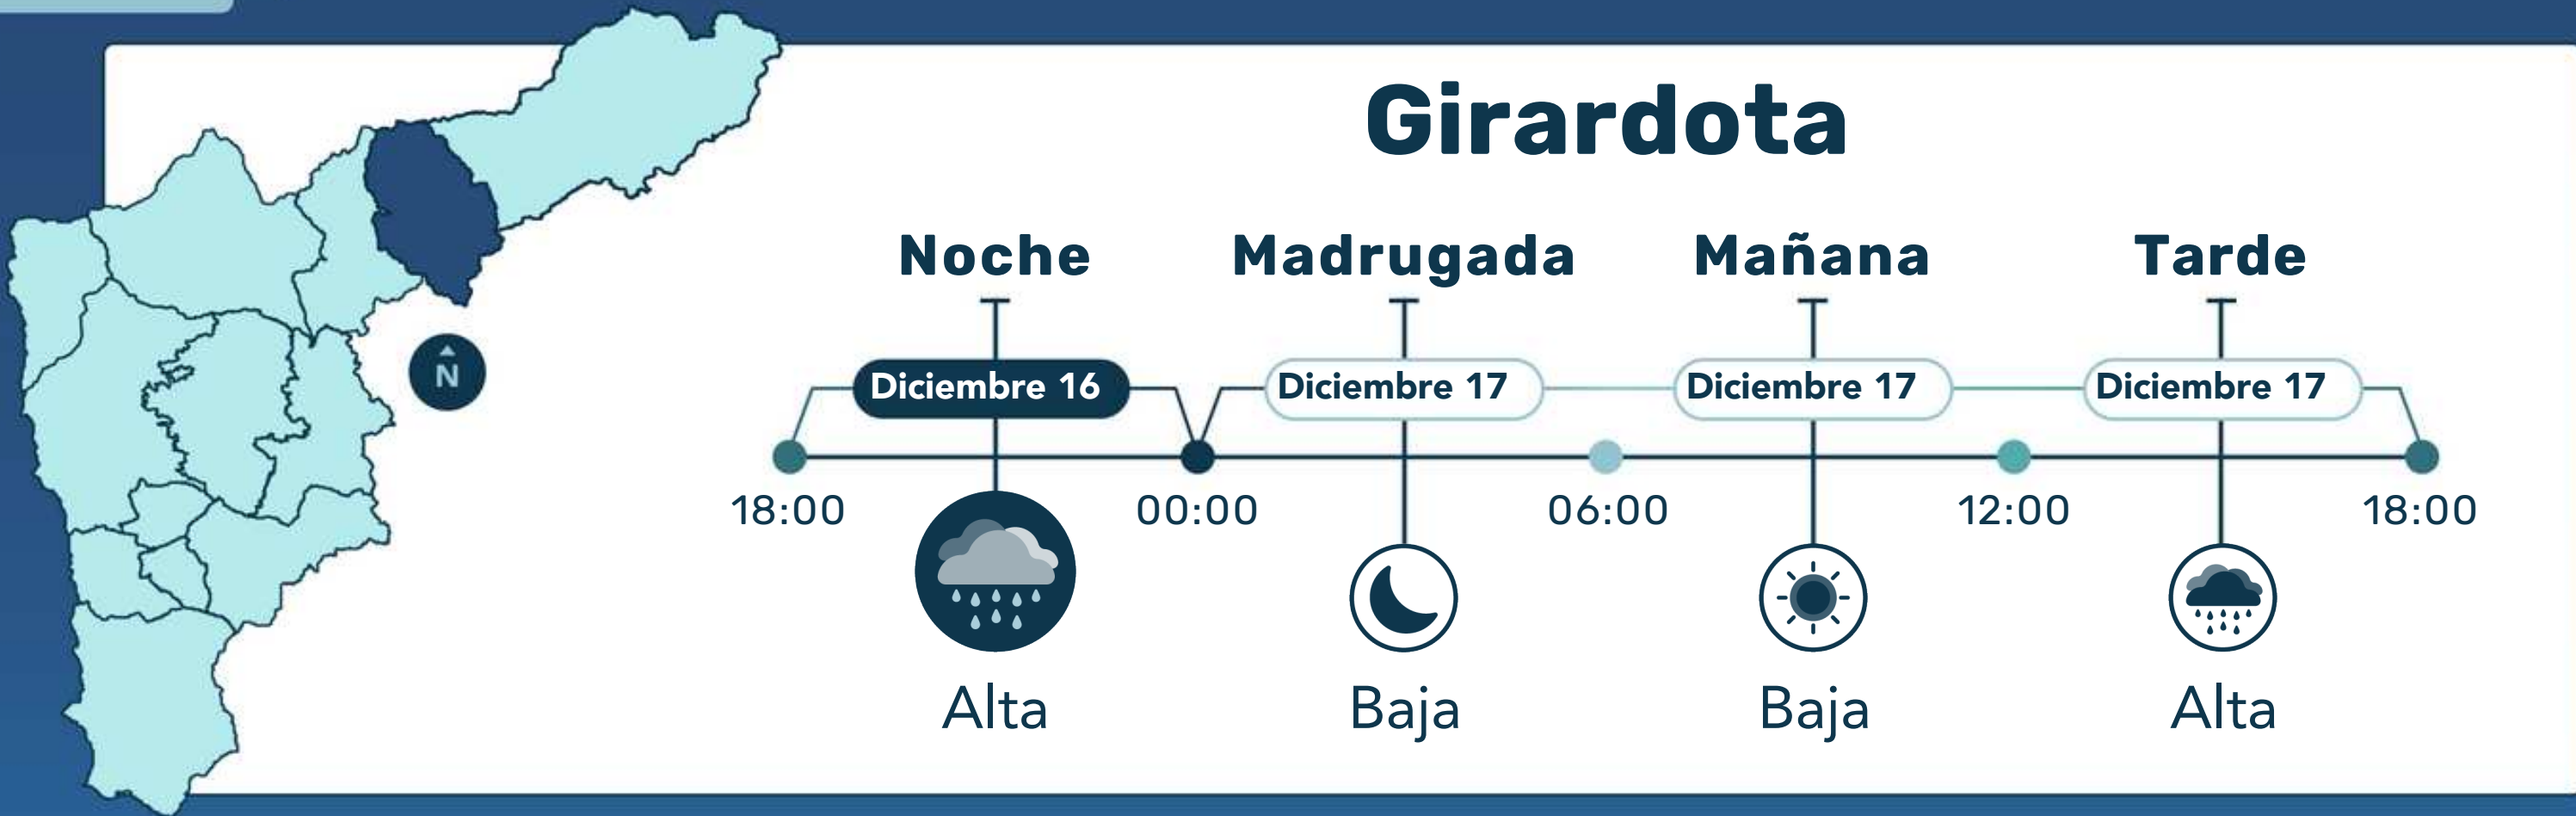 Girardota
Noche Madrugada Mañana Tarde
Diciembre 16 Diciembre 17 Diciembre 17 Diciembre 17
18:00 00:00 06:00 12:00 18:00
Alta Baja Baja Alta
N